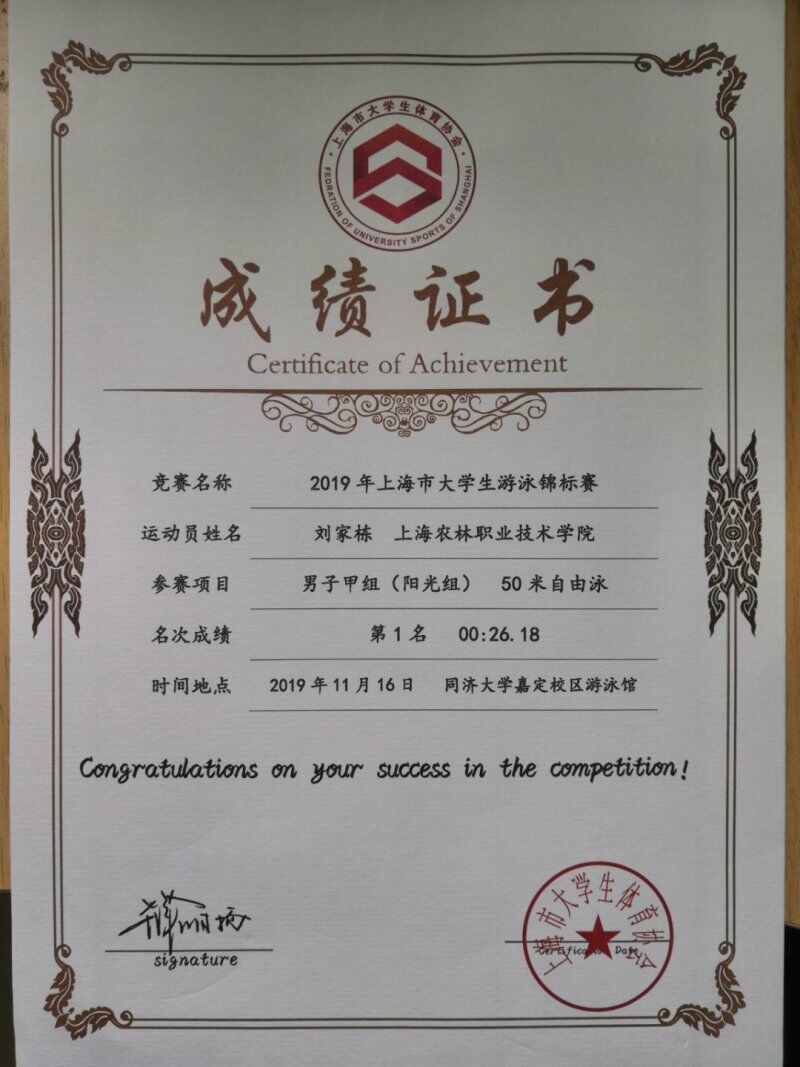 ·上海市大学生体育协会·
FEDRATION OF UNIVERSITY SPORTS OF SHANGHAI
成绩证书
Certificate of Achievement
竞赛名称 2019年上海市大学生游泳锦标赛
运动员姓名 刘家栋 上海农林职业技术学院
参赛项目 男子甲组（阳光组） 50米自由泳
名次成绩 第1名 00:26.18
时间地点 2019年11月16日 同济大学嘉定校区游泳馆
Congratulations on your success in the competition!
signature
上海市大学生体育协会
Certification Date